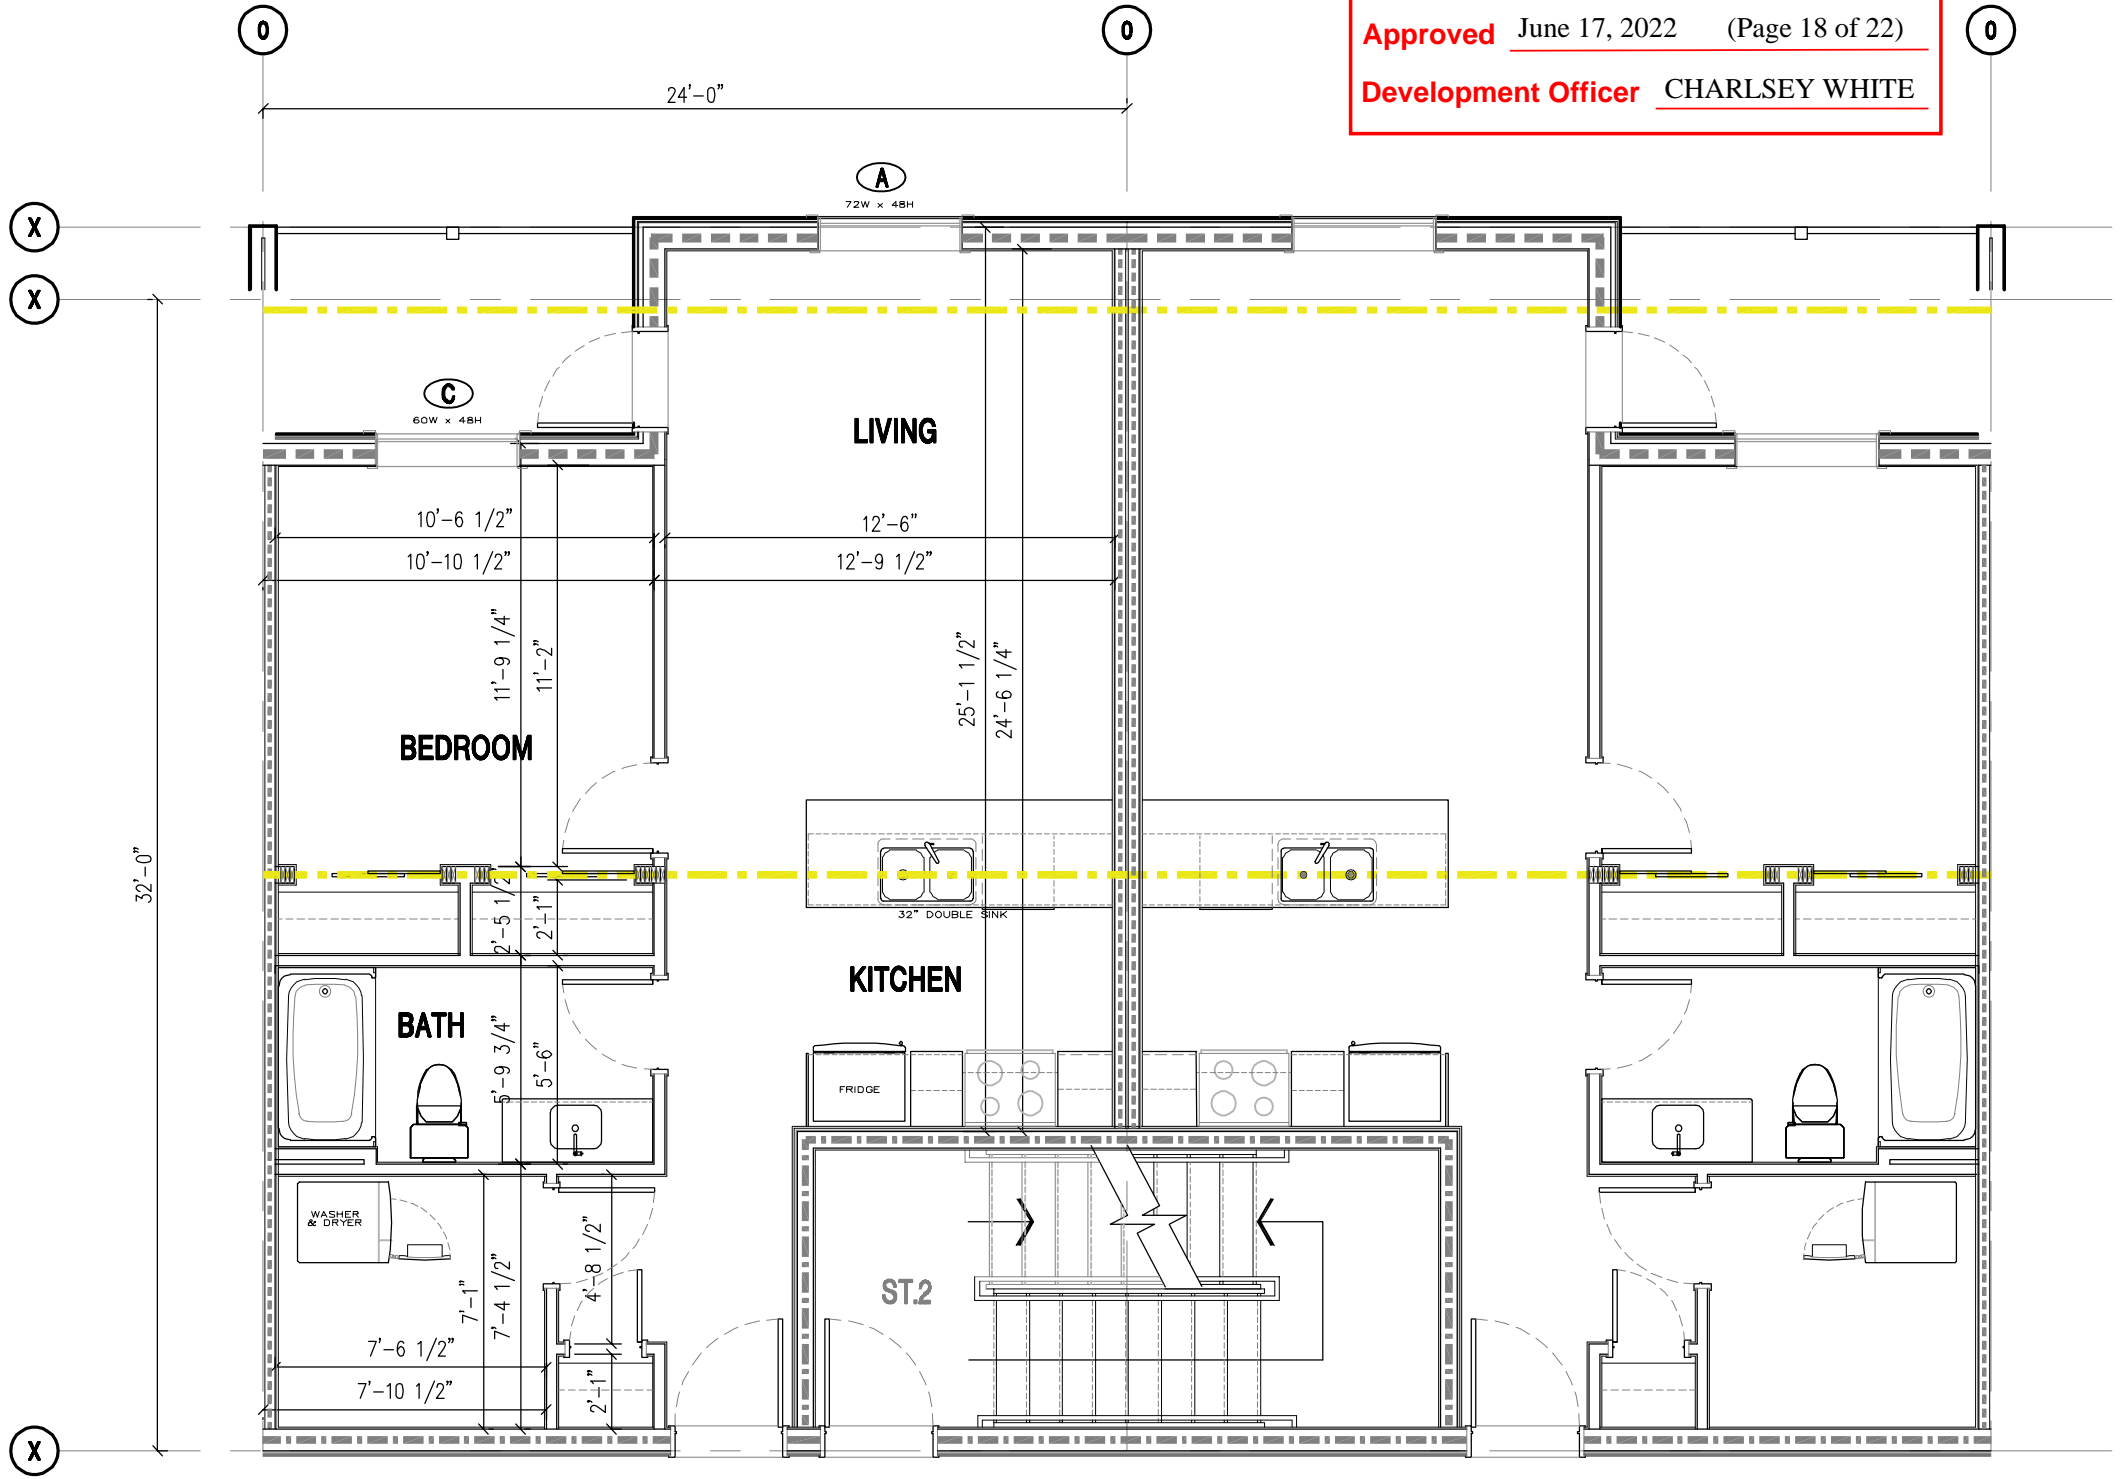 0
0
Approved June 17, 2022 (Page 18 of 22)
0
Development Officer CHARLSEY WHITE
24'-0"
A
72W x 48H
X
X
C
60W x 48H
LIVING
10'-6 1/2"
12'-6"
10'-10 1/2"
12'-9 1/2"
11'-9 1/4"
11'-2"
25'-1 1/2"
24'-6 1/4"
BEDROOM
32'-0"
2'-5 1/2"
2'-1"
32" DOUBLE SINK
KITCHEN
BATH
5'-9 3/4"
5'-6"
FRIDGE
WASHER
& DRYER
4'-8 1/2"
7'-1"
7'-4 1/2"
ST.2
7'-6 1/2"
7'-10 1/2"
2'-1"
X